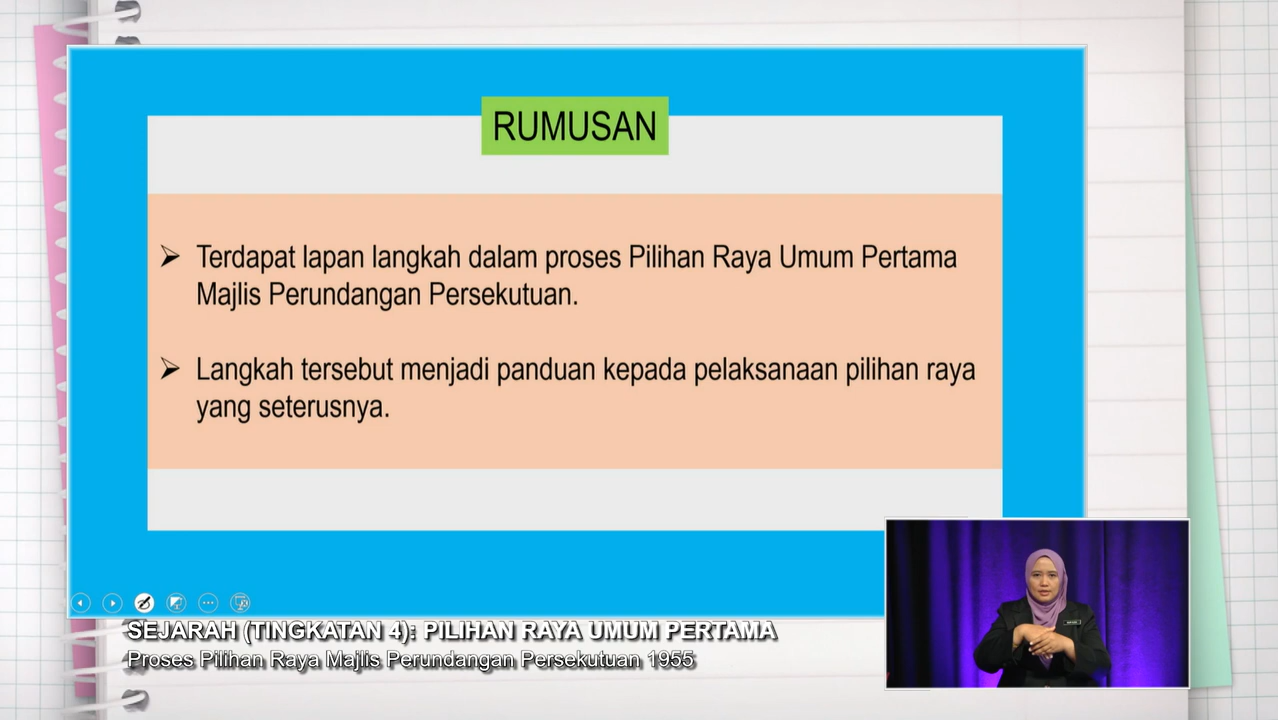 RUMUSAN
Terdapat lapan langkah dalam proses Pilihan Raya Umum Pertama
Majlis Perundangan Persekutuan.
Langkah tersebut menjadi panduan kepada pelaksanaan pilihan raya
yang seterusnya.
SEJARAH (TINGKATAN 4): PILIHAN RAYA UMUM PERTAMA
Proses Pilihan Raya Majlis Perundangan Persekutuan 1955